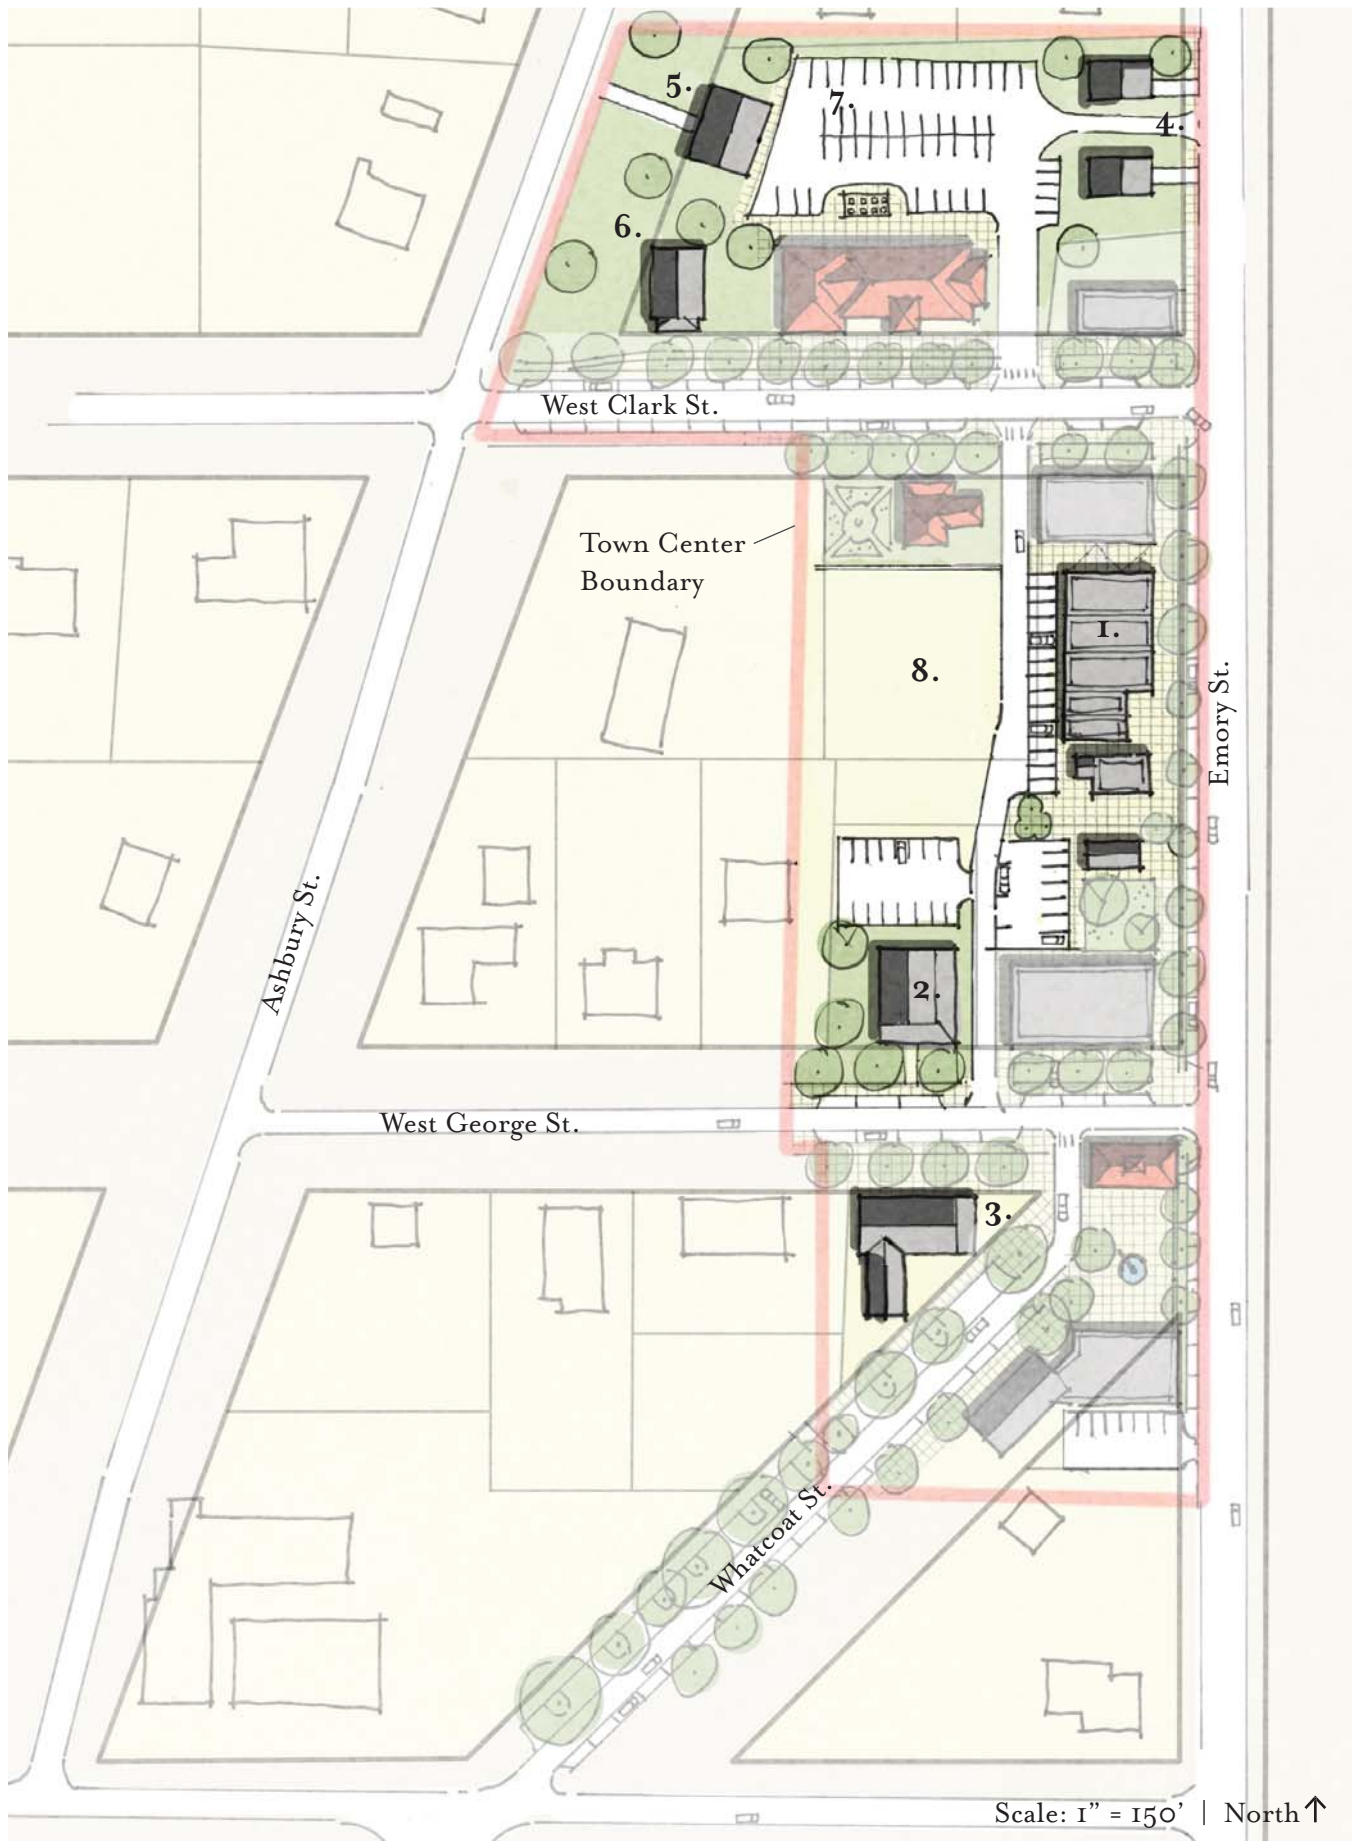 5.
7.
4.
6.
West Clark St.
Town Center
Boundary
1.
8.
Emory St.
Ashbury St.
2.
West George St.
3.
Whatcoat St.
Scale: 1” = 150’ | North ↑